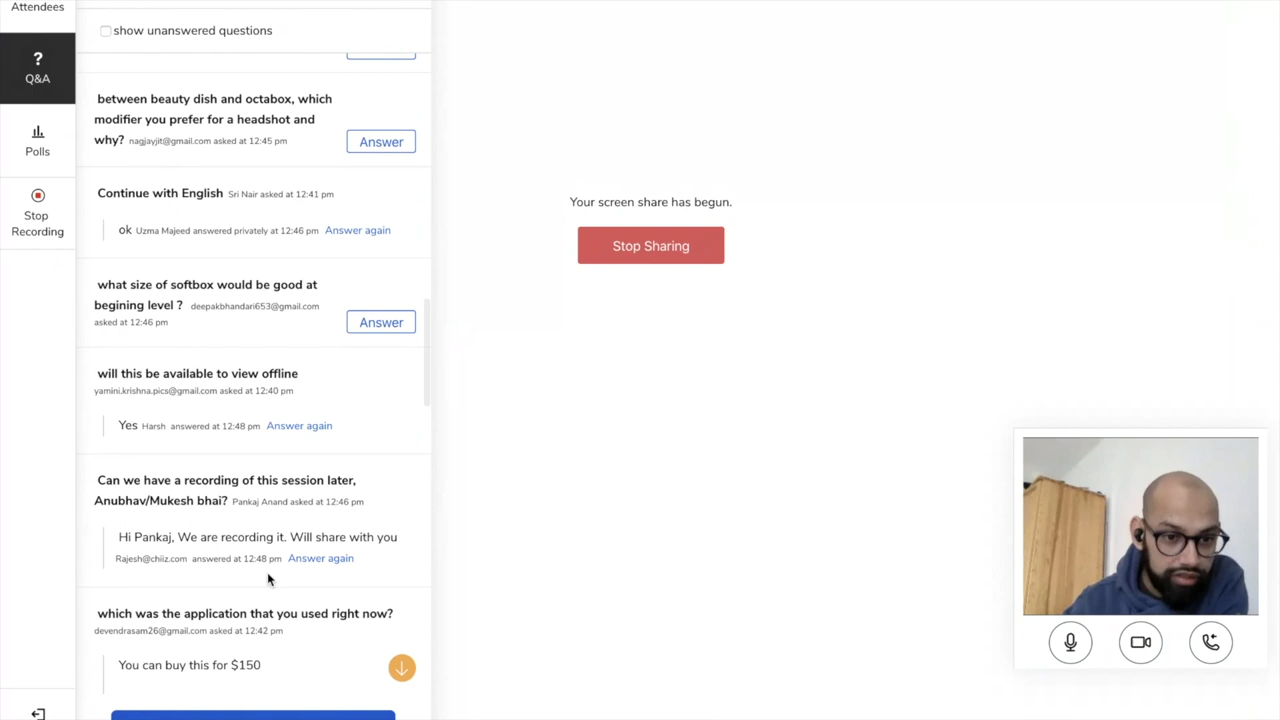 Attendees
?
Q&A
Polls
Stop
Recording
show unanswered questions
between beauty dish and octabox, which
modifier you prefer for a headshot and
why? nagjayjit@gmail.com asked at 12:45 pm
Answer
Continue with English Sri Nair asked at 12:41 pm
ok Uzma Majeed answered privately at 12:46 pm Answer again
what size of softbox would be good at
begining level ? deepakbhandari653@gmail.com
asked at 12:46 pm
Answer
will this be available to view offline
yamini.krishna.pics@gmail.com asked at 12:40 pm
Yes Harsh answered at 12:48 pm Answer again
Can we have a recording of this session later,
Anubhav/Mukesh bhai? Pankaj Anand asked at 12:46 pm
Hi Pankaj, We are recording it. Will share with you
Rajesh@chiiz.com answered at 12:48 pm Answer again
which was the application that you used right now?
devendrasam26@gmail.com asked at 12:42 pm
You can buy this for $150
Your screen share has begun.
Stop Sharing